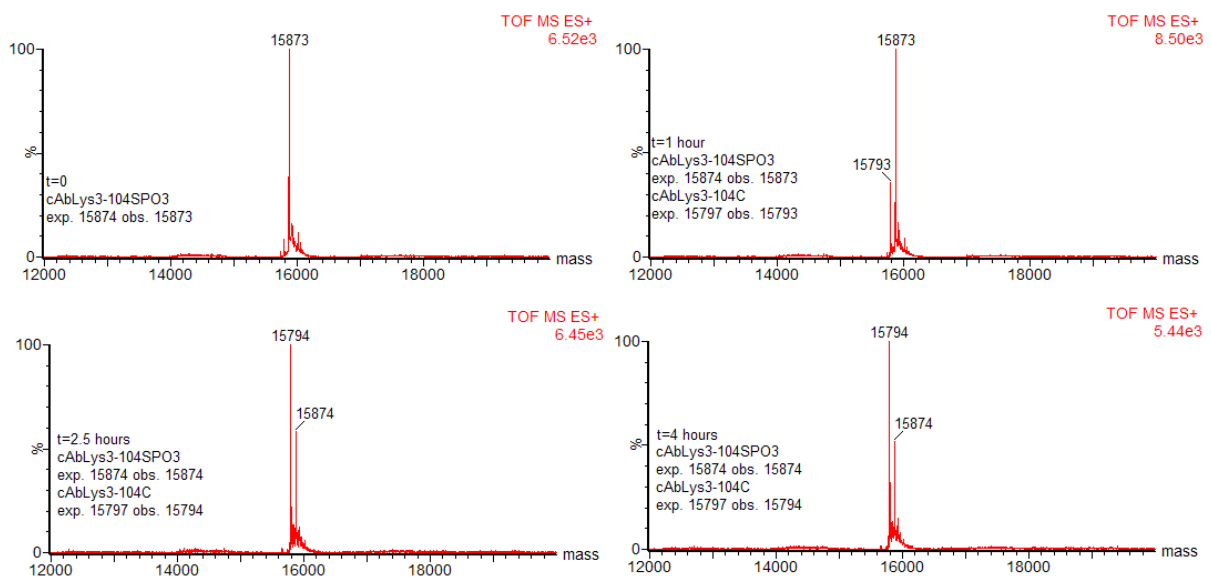 TOF MS ES+
6.52e3
15873
100
%
t=0
cAbLys3-104SPO3
exp. 15874 obs. 15873
0
mass
12000 14000 16000 18000
TOF MS ES+
8.50e3
15873
100
15793
%
t=1 hour
cAbLys3-104SPO3
exp. 15874 obs. 15873
cAbLys3-104C
exp. 15797 obs. 15793
0
mass
12000 14000 16000 18000
TOF MS ES+
6.45e3
15794
100
15874
%
t=2.5 hours
cAbLys3-104SPO3
exp. 15874 obs. 15874
cAbLys3-104C
exp. 15797 obs. 15794
0
mass
12000 14000 16000 18000
TOF MS ES+
5.44e3
15794
100
15874
%
t=4 hours
cAbLys3-104SPO3
exp. 15874 obs. 15874
cAbLys3-104C
exp. 15797 obs. 15794
0
mass
12000 14000 16000 18000